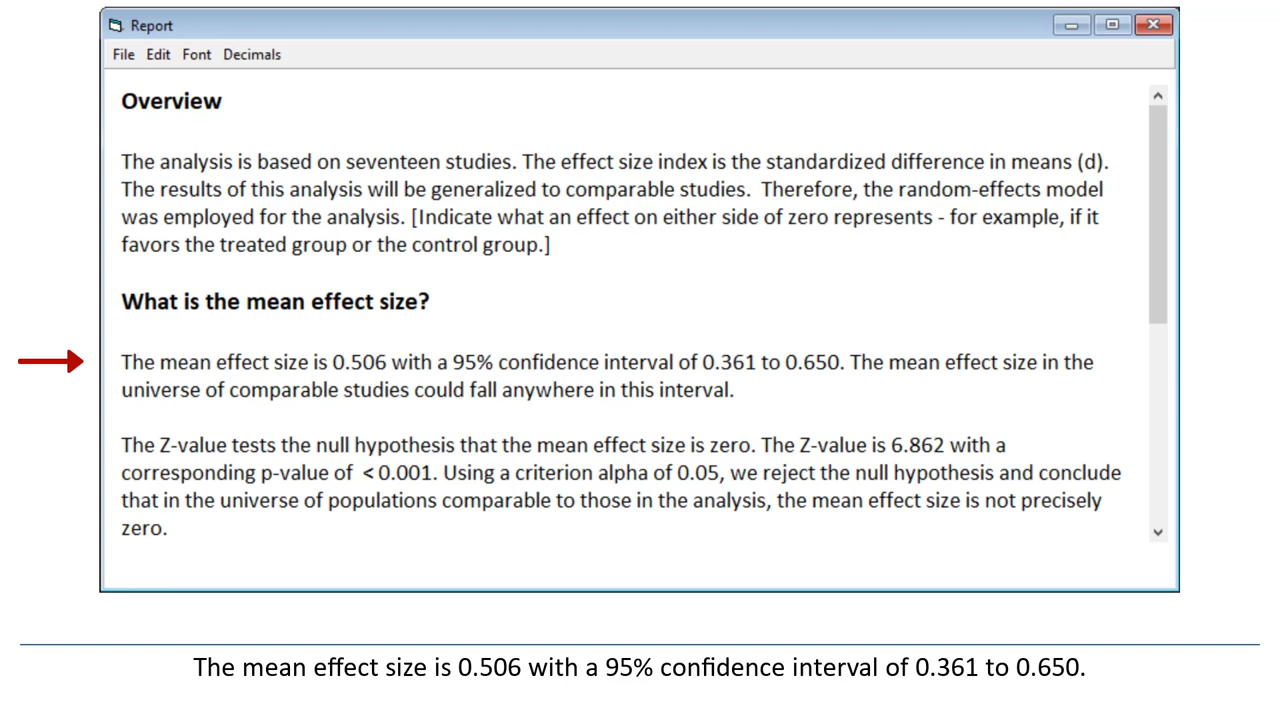 Report
File Edit Font Decimals
Overview
The analysis is based on seventeen studies. The effect size index is the standardized difference in means (d).
The results of this analysis will be generalized to comparable studies.  Therefore, the random-effects model
was employed for the analysis. [Indicate what an effect on either side of zero represents - for example, if it
favors the treated group or the control group.]
What is the mean effect size?
The mean effect size is 0.506 with a 95% confidence interval of 0.361 to 0.650. The mean effect size in the
universe of comparable studies could fall anywhere in this interval.
The Z-value tests the null hypothesis that the mean effect size is zero. The Z-value is 6.862 with a
corresponding p-value of  < 0.001. Using a criterion alpha of 0.05, we reject the null hypothesis and conclude
that in the universe of populations comparable to those in the analysis, the mean effect size is not precisely
zero.
The mean effect size is 0.506 with a 95% confidence interval of 0.361 to 0.650.